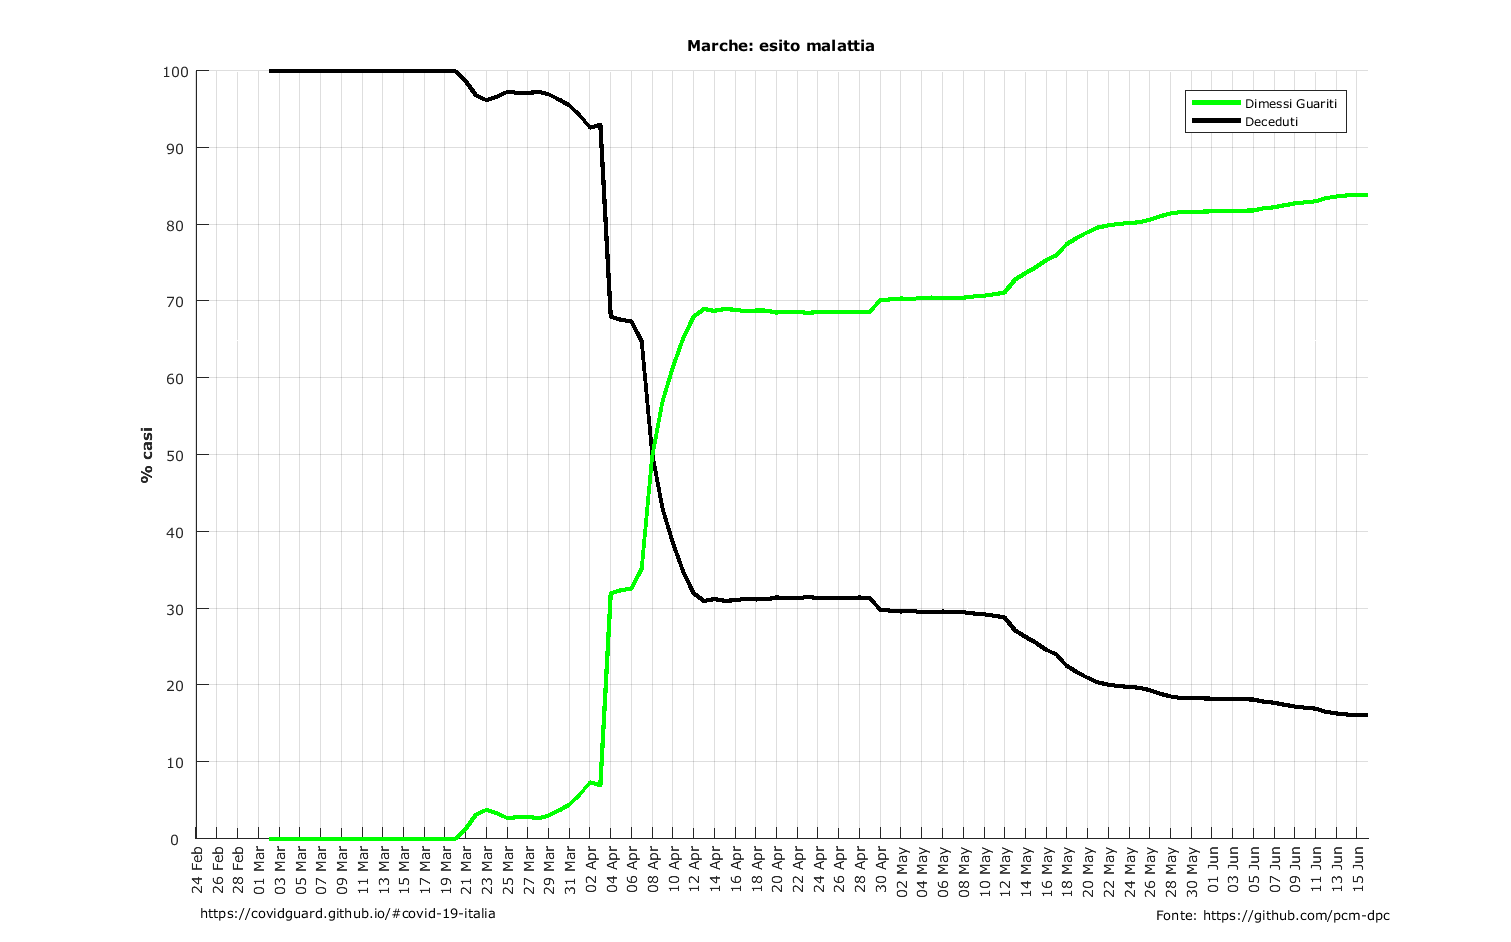 Marche: esito malattia
100
90
80
70
60
50
40
30
20
10
0
% casi
Dimessi Guariti
Deceduti
24 Feb
26 Feb
28 Feb
01 Mar
03 Mar
05 Mar
07 Mar
09 Mar
11 Mar
13 Mar
15 Mar
17 Mar
19 Mar
21 Mar
23 Mar
25 Mar
27 Mar
29 Mar
31 Mar
02 Apr
04 Apr
06 Apr
08 Apr
10 Apr
12 Apr
14 Apr
16 Apr
18 Apr
20 Apr
22 Apr
24 Apr
26 Apr
28 Apr
30 Apr
02 May
04 May
06 May
08 May
10 May
12 May
14 May
16 May
18 May
20 May
22 May
24 May
26 May
28 May
30 May
01 Jun
03 Jun
05 Jun
07 Jun
09 Jun
11 Jun
13 Jun
15 Jun
https://covidguard.github.io/#covid-19-italia
Fonte: https://github.com/pcm-dpc